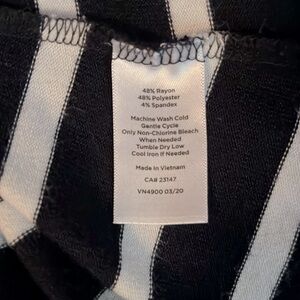 48% Rayon
48% Polyester
4% Spandex
Machine Wash Cold
Gentle Cycle
Only Non-Chlorine Bleach
When Needed
Tumble Dry Low
Cool Iron If Needed
Made in Vietnam
CA# 23147
VN4900 03/20